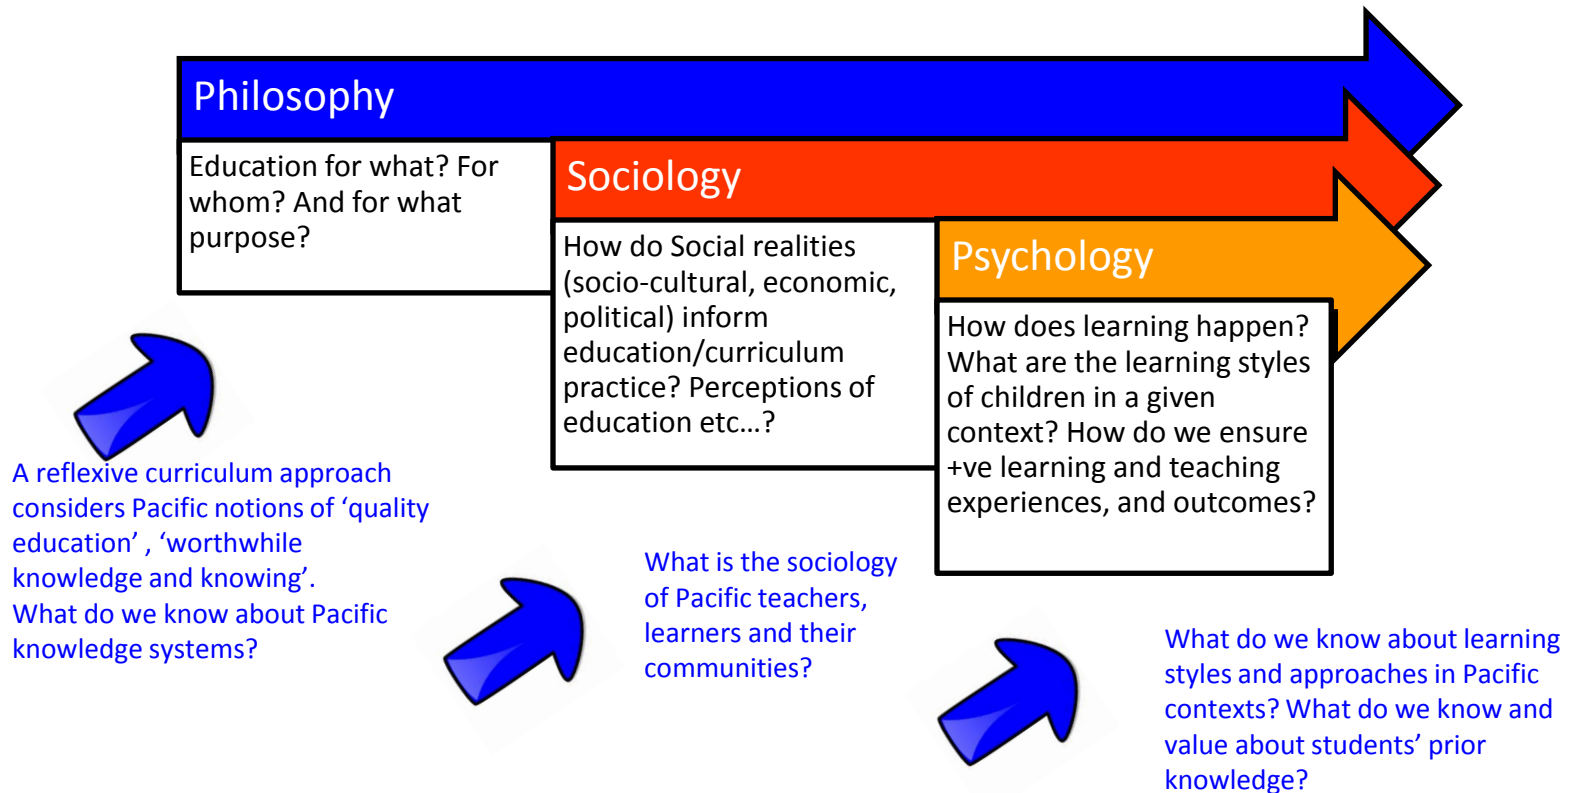 Philosophy
Education for what? For
whom? And for what
purpose?
Sociology
How do Social realities
(socio-cultural, economic,
political) inform
education/curriculum
practice? Perceptions of
education etc...?
Psychology
How does learning happen?
What are the learning styles
of children in a given
context? How do we ensure
+ve learning and teaching
experiences, and outcomes?
A reflexive curriculum approach
considers Pacific notions of ‘quality
education’ , ‘worthwhile
knowledge and knowing’.
What do we know about Pacific
knowledge systems?
What is the sociology
of Pacific teachers,
learners and their
communities?
What do we know about learning
styles and approaches in Pacific
contexts? What do we know and
value about students’ prior
knowledge?